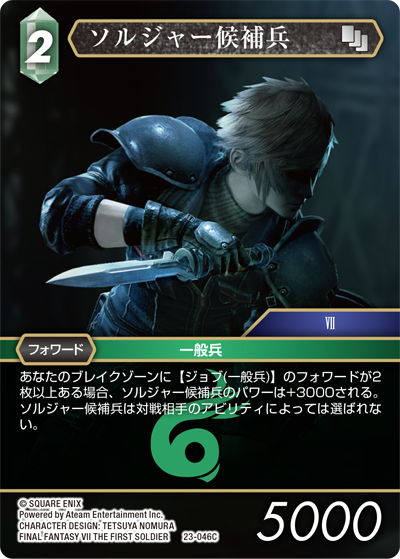 2
ソルジャー候補兵
VII
フォワード
一般兵
あなたのブレイクゾーンに【ジョブ(一般兵)】のフォワードが2
枚以上ある場合、ソルジャー候補兵のパワーは+3000される。
ソルジャー候補兵は対戦相手のアビリティによっては選ばれな
い。
© SQUARE ENIX
Powered by Ateam Entertainment Inc.
CHARACTER DESIGN: TETSUYA NOMURA
FINAL FANTASY VII THE FIRST SOLDIER
23-046C
5000